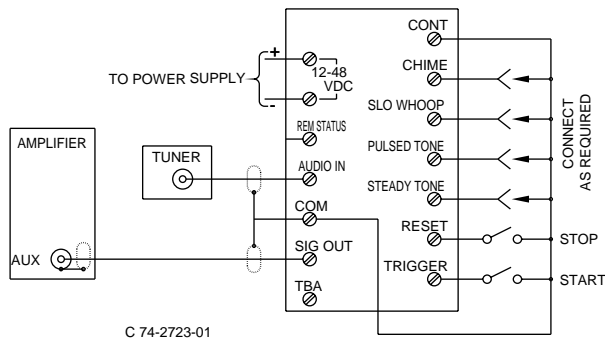 CONT
+
12-48
VDC
TO POWER SUPPLY
-
CHIME
SLO WHOOP
REM STATUS
AMPLIFIER
TUNER
PULSED TONE
AUDIO IN
STEADY TONE
CONNECT
AS REQUIRED
COM
RESET
STOP
SIG OUT
AUX
TRIGGER
START
TBA
C 74-2723-01